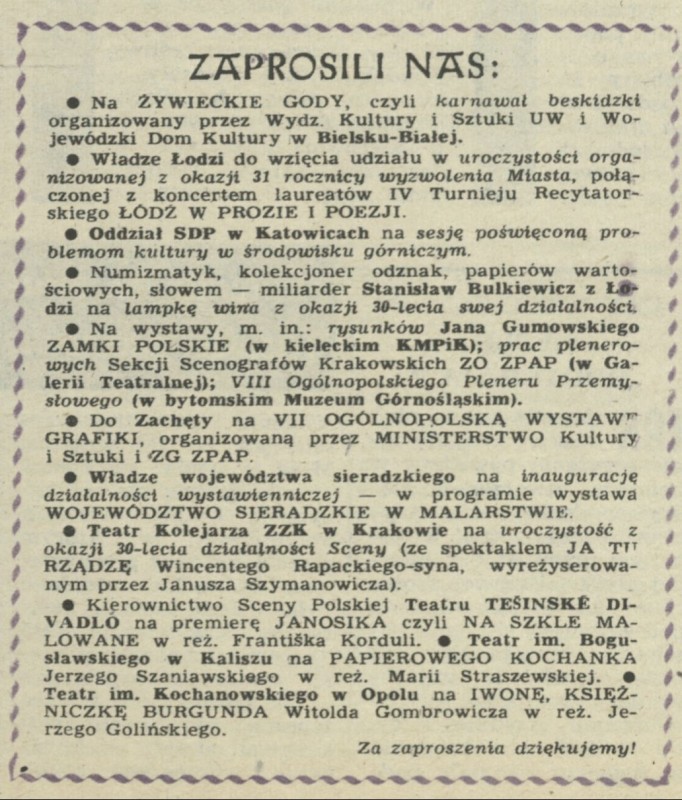 ZAPROSILI NAS:
● Na ŻYWIECKIE GODY, czyli karnawał beskidzki
organizowany przez Wydz. Kultury i Sztuki UW i Wo-
jewódzki Dom Kultury w Bielsku-Białej.
● Władze Łodzi do wzięcia udziału w uroczystości orga-
nizowanej z okazji 31 rocznicy wyzwolenia Miasta, połą-
czonej z koncertem laureatów IV Turnieju Recytator-
skiego ŁÓDŹ W PROZIE I POEZJI.
● Oddział SDP w Katowicach na sesję poświęconą pro-
blemom kultury w środowisku górniczym.
● Numizmatyk, kolekcjoner odznak, papierów warto-
ściowych, słowem — miliarder Stanisław Bulkiewicz z Ło-
dzi na lampkę wina z okazji 30-lecia swej działalności.
● Na wystawy, m. in.: rysunków Jana Gumowskiego
ZAMKI POLSKIE (w kieleckim KMPiK); prac plenero-
wych Sekcji Scenografów Krakowskich ZO ZPAP (w Ga-
lerii Teatralnej); VIII Ogólnopolskiego Pleneru Przemy-
słowego (w bytomskim Muzeum Górnośląskim).
● Do Zachęty na VII OGÓLNOPOLSKĄ WYSTAWĘ
GRAFIKI, organizowaną przez MINISTERSTWO Kultury
i Sztuki i ZG ZPAP.
● Władze województwa sieradzkiego na inaugurację
działalności wystawienniczej — w programie wystawa
WOJEWÓDZTWO SIERADZKIE W MALARSTWIE.
● Teatr Kolejarza ZZK w Krakowie na uroczystość z
okazji 30-lecia działalności Sceny (ze spektaklem JA TU
RZĄDZĘ Wincentego Rapackiego-syna, wyreżyserowa-
nym przez Janusza Szymanowicza).
● Kierownictwo Sceny Polskiej Teatru TEŠINSKÉ DI-
VADLO na premierę JANOSIKA czyli NA SZKLE MA-
LOWANE w reż. Františka Korduli. ● Teatr im. Bogu-
sławskiego w Kaliszu na PAPIEROWEGO KOCHANKA
Jerzego Szaniawskiego w reż. Marii Straszewskiej. ●
Teatr im. Kochanowskiego w Opolu na IWONĘ, KSIĘŻ-
NICZKĘ BURGUNDA Witolda Gombrowicza w reż. Je-
rzego Golińskiego.
Za zaproszenia dziękujemy!